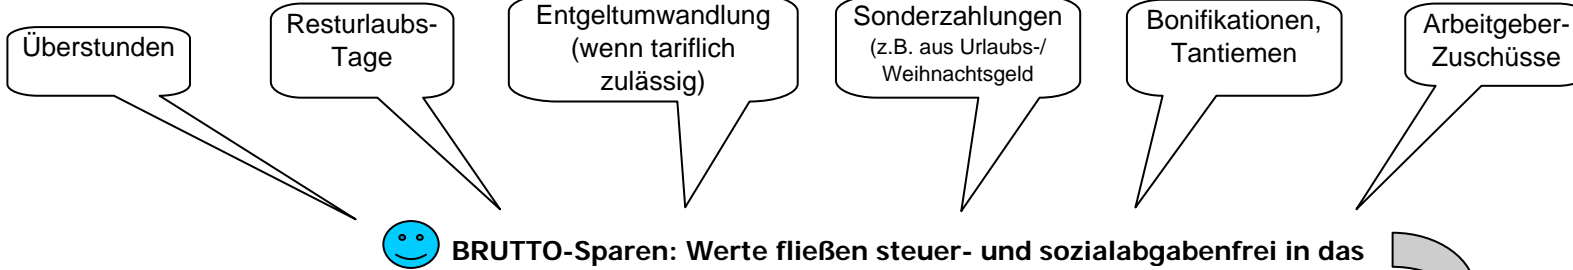 Überstunden
Resturlaubs-
Tage
Entgeltumwandlung
(wenn tariflich
zulässig)
Sonderzahlungen
(z.B. aus Urlaubs-/
Weihnachtsgeld
Bonifikationen,
Tantiemen
Arbeitgeber-
Zuschüsse
BRUTTO-Sparen: Werte fließen steuer- und sozialabgabenfrei in das